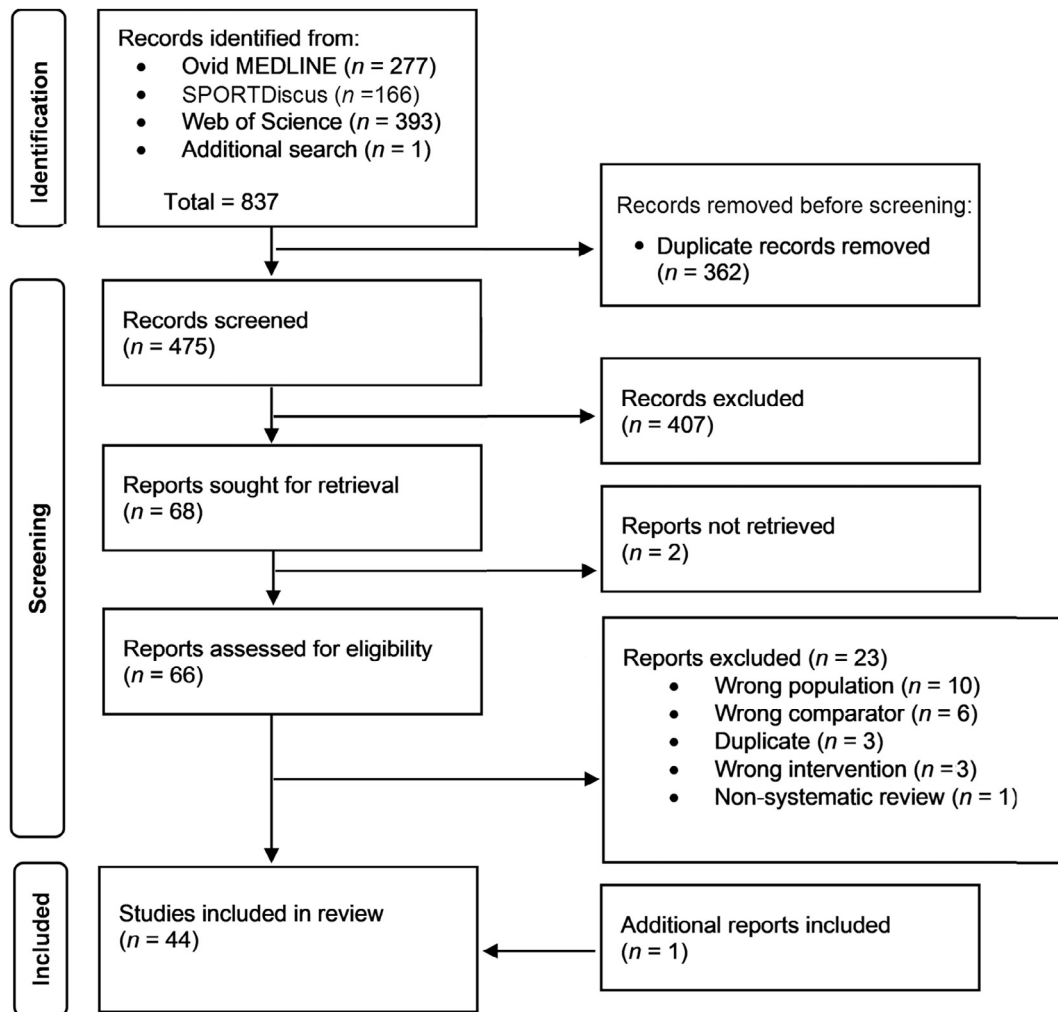 Identification
Records identified from:
• Ovid MEDLINE (n = 277)
• SPORTDiscus (n =166)
• Web of Science (n = 393)
• Additional search (n = 1)
Total = 837
Records removed before screening:
• Duplicate records removed
(n = 362)
Screening
Records screened
(n = 475)
Records excluded
(n = 407)
Reports sought for retrieval
(n = 68)
Reports not retrieved
(n = 2)
Reports assessed for eligibility
(n = 66)
Reports excluded (n = 23)
• Wrong population (n = 10)
• Wrong comparator (n = 6)
• Duplicate (n = 3)
• Wrong intervention (n = 3)
• Non-systematic review (n = 1)
Included
Studies included in review
(n = 44)
Additional reports included
(n = 1)